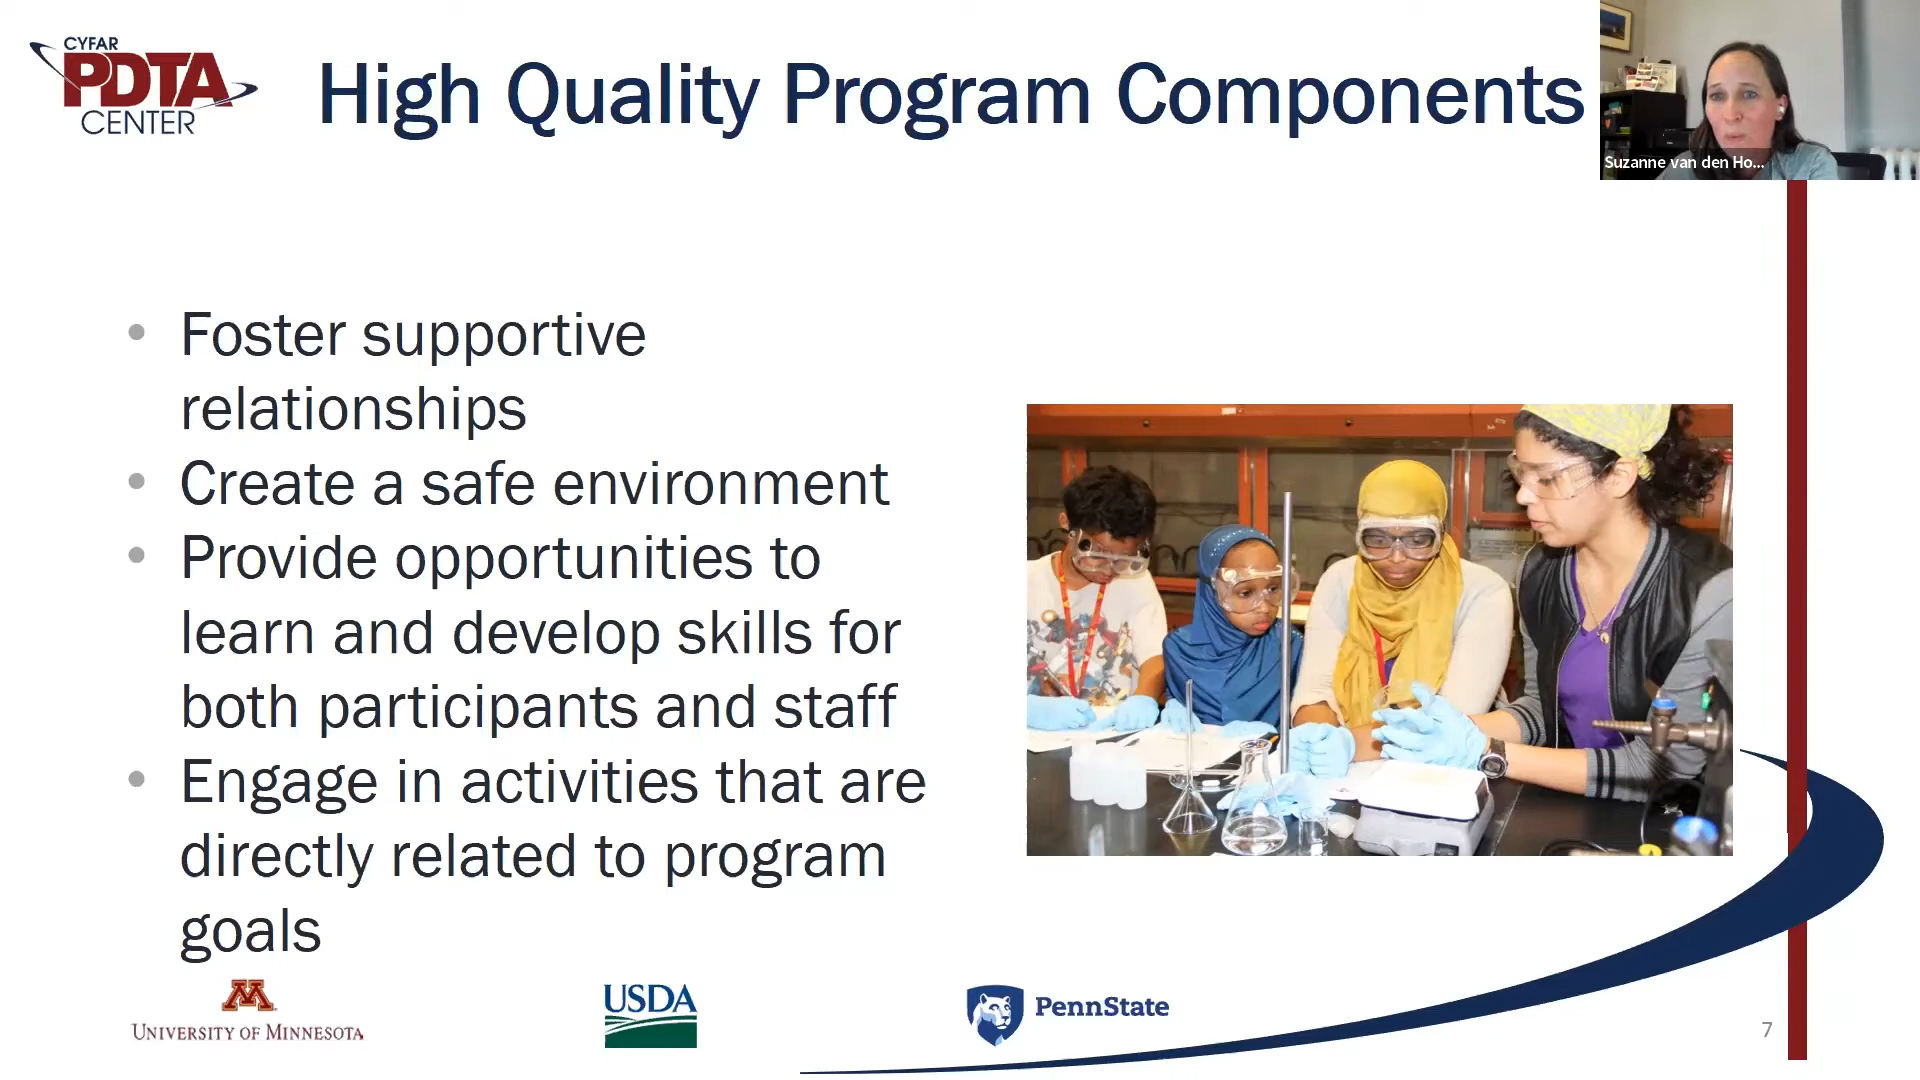 CYFAR
PDTA
CENTER
High Quality Program Components
Suzanne van den Ho...
• Foster supportive
relationships
• Create a safe environment
• Provide opportunities to
learn and develop skills for
both participants and staff
• Engage in activities that are
directly related to program
goals
M
UNIVERSITY OF MINNESOTA
USDA
PennState
7